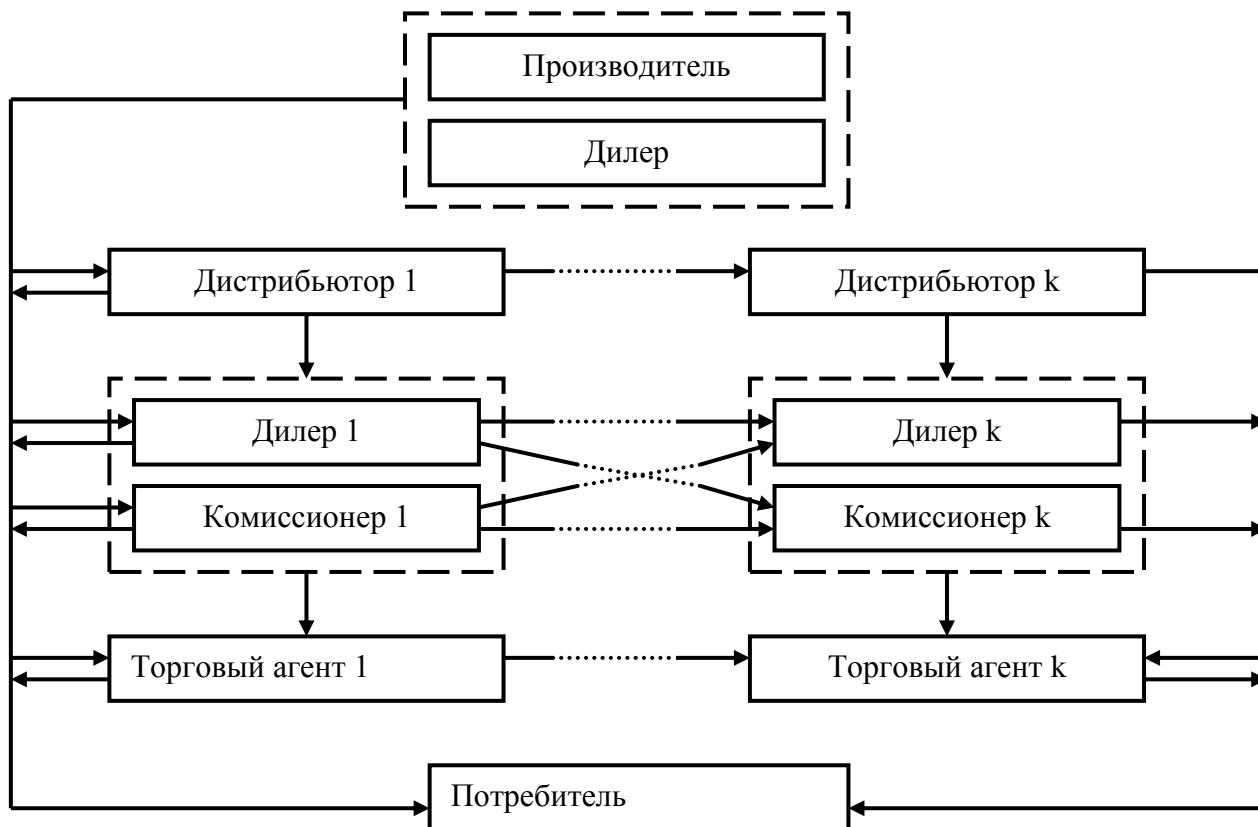 Производитель
Дилер
Дистрибьютор 1
Дистрибьютор k
Дилер 1
Дилер k
Комиссионер 1
Комиссионер k
Торговый агент 1
Торговый агент k
Потребитель